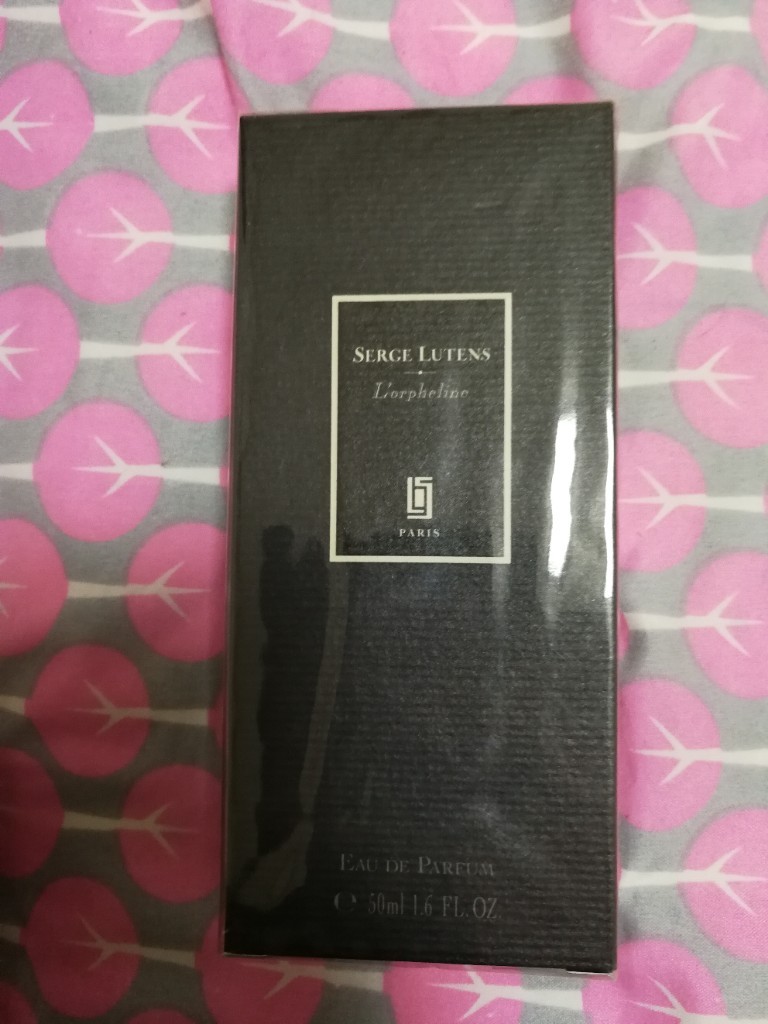 SERGE LUTENS
L'orpheline
PARIS
EAU DE PARFUM
℮ 50ml 1.6 FL. OZ.